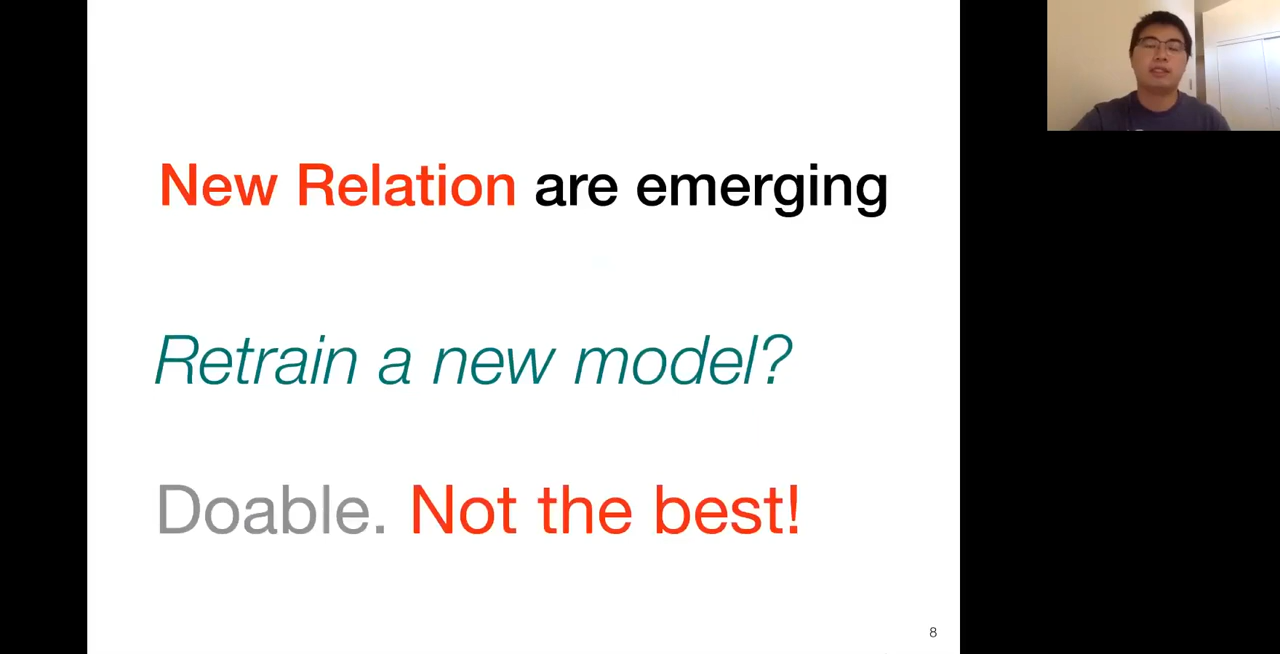 New Relation are emerging
Retrain a new model?
Doable. Not the best!
8